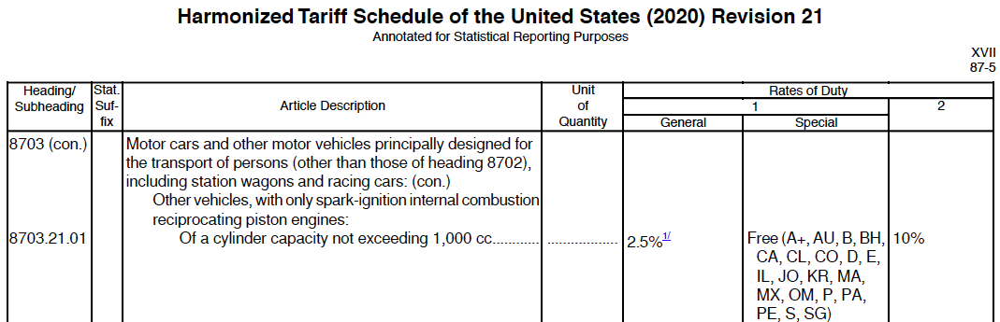 Harmonized Tariff Schedule of the United States (2020) Revision 21
Annotated for Statistical Reporting Purposes
XVII
87-5
Heading/ Stat. Article Description Unit Rates of Duty
Subheading Suf- of 1 2
fix Quantity General Special
8703 (con.) Motor cars and other motor vehicles principally designed for
the transport of persons (other than those of heading 8702),
including station wagons and racing cars: (con.)
Other vehicles, with only spark-ignition internal combustion
reciprocating piston engines:
8703.21.01 Of a cylinder capacity not exceeding 1,000 cc............ .................. 2.5%1/ Free (A+, AU, B, BH, 10%
CA, CL, CO, D, E,
IL, JO, KR, MA,
MX, OM, P, PA,
PE, S, SG)